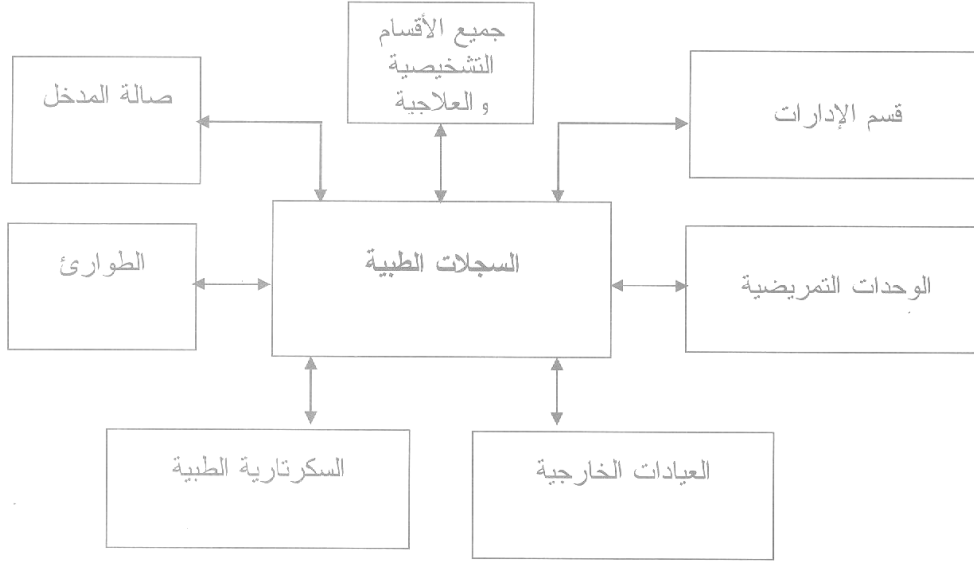 جميع الأقسام
التشخيصية
و العلاجية
قسم الإدارات
صالة المدخل
السجلات الطبية
الوحدات التمريضية
الطوارئ
العيادات الخارجية
السكرتارية الطبية